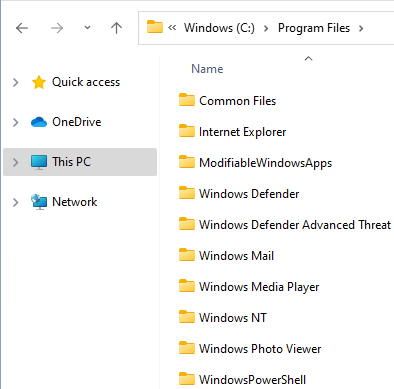 Windows (C:) Program Files
Name
Quick access
OneDrive
This PC
Network
Common Files
Internet Explorer
ModifiableWindowsApps
Windows Defender
Windows Defender Advanced Threat
Windows Mail
Windows Media Player
Windows NT
Windows Photo Viewer
WindowsPowerShell